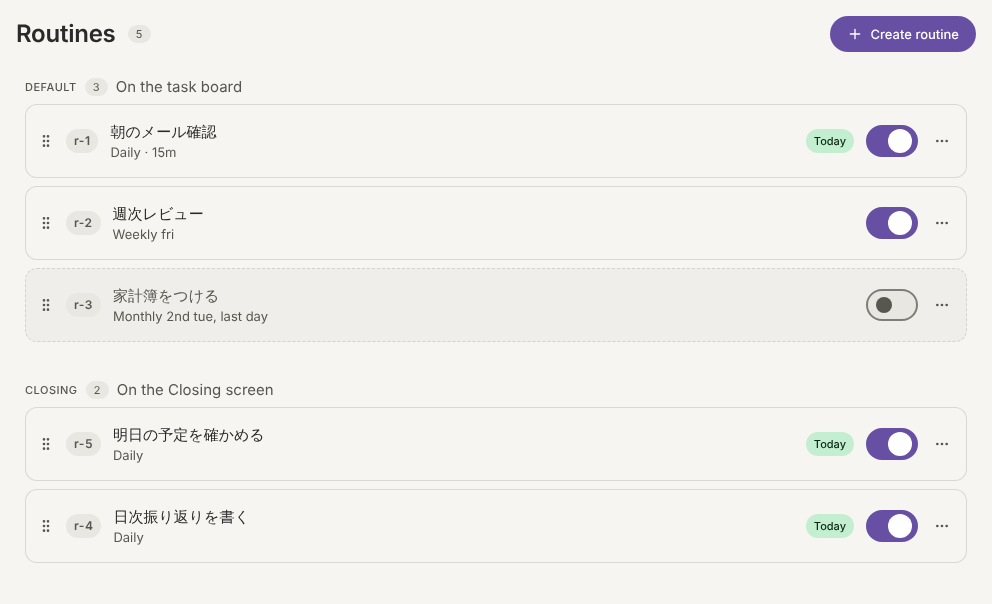 Routines 5
+ Create routine
DEFAULT 3 On the task board
r-1 朝のメール確認
Daily · 15m
Today
r-2 週次レビュー
Weekly fri
r-3 家計簿をつける
Monthly 2nd tue, last day
CLOSING 2 On the Closing screen
r-5 明日の予定を確かめる
Daily
Today
r-4 日次振り返りを書く
Daily
Today